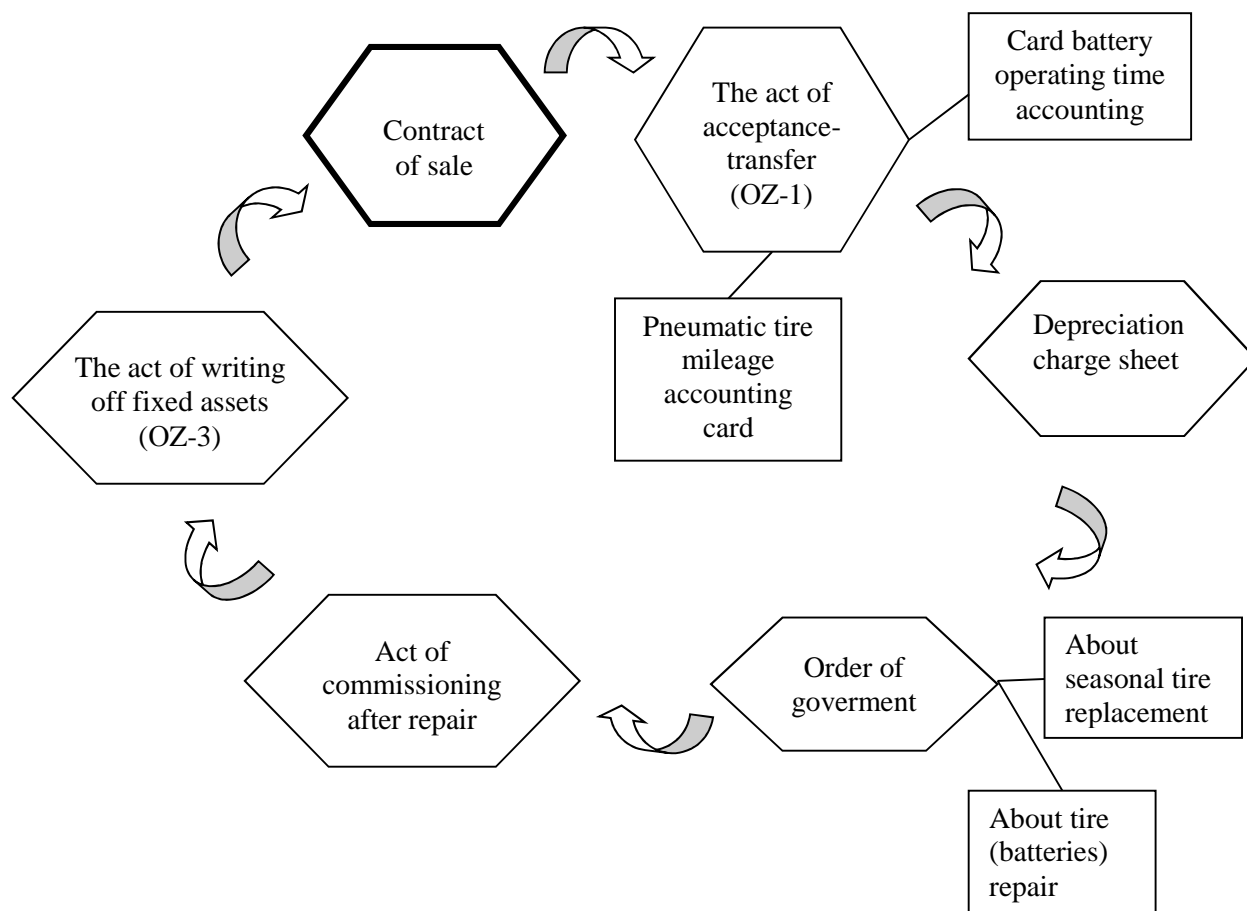 Contract
of sale
The act of
acceptance-
transfer
(OZ-1)
Card battery
operating time
accounting
Pneumatic tire
mileage
accounting
card
Depreciation
charge sheet
Order of
goverment
About
seasonal tire
replacement
About tire
(batteries)
repair
Act of
commissioning
after repair
The act of writing
off fixed assets
(OZ-3)